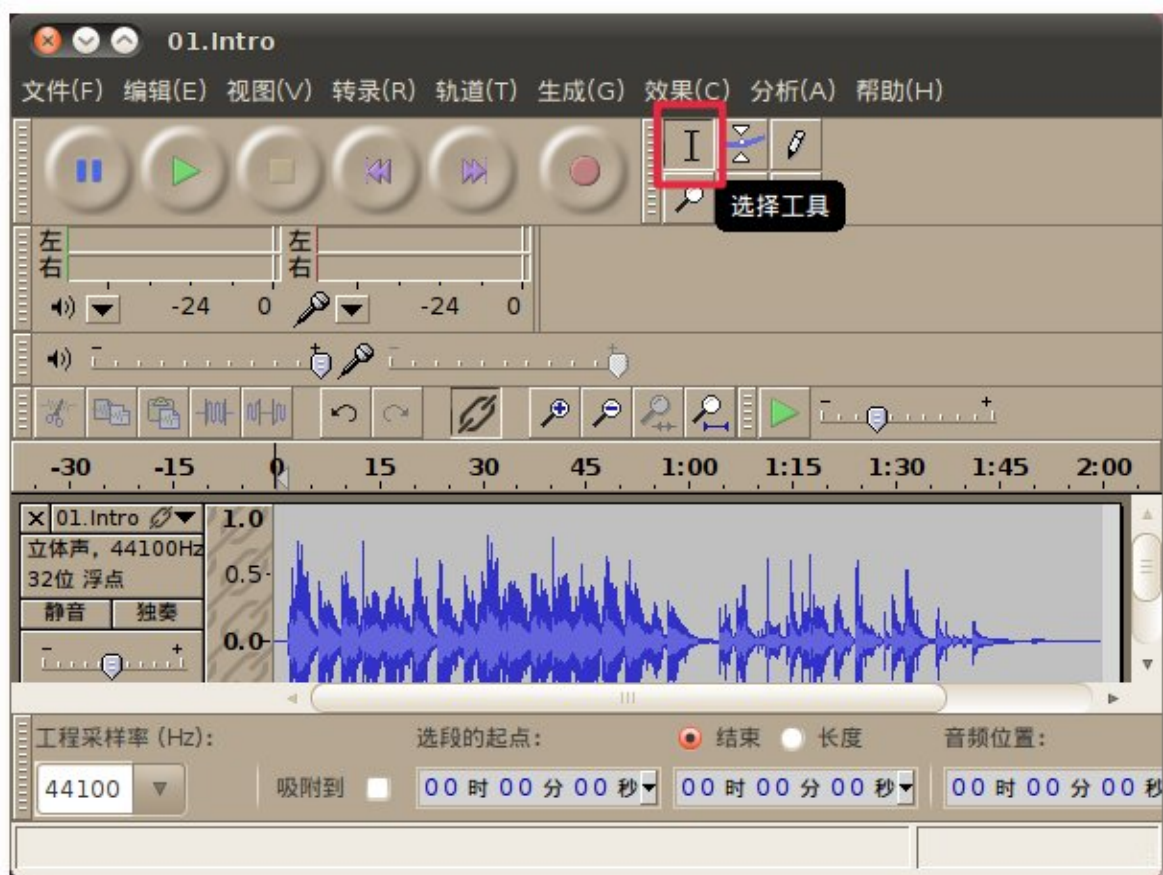 01.Intro
文件(F) 编辑(E) 视图(V) 转录(R) 轨道(T) 生成(G) 效果(C) 分析(A) 帮助(H)
选择工具
左 左
右 右
-24 0 -24 0
- + - +
- +
-30 -15 0 15 30 45 1:00 1:15 1:30 1:45 2:00
× 01.Intro 1.0
立体声, 44100Hz
32位 浮点 0.5
静音 独奏
- + 0.0
工程采样率 (Hz): 选段的起点: 结束 长度 音频位置:
44100 吸附到 00 时 00 分 00 秒 00 时 00 分 00 秒 00 时 00 分 00 秒